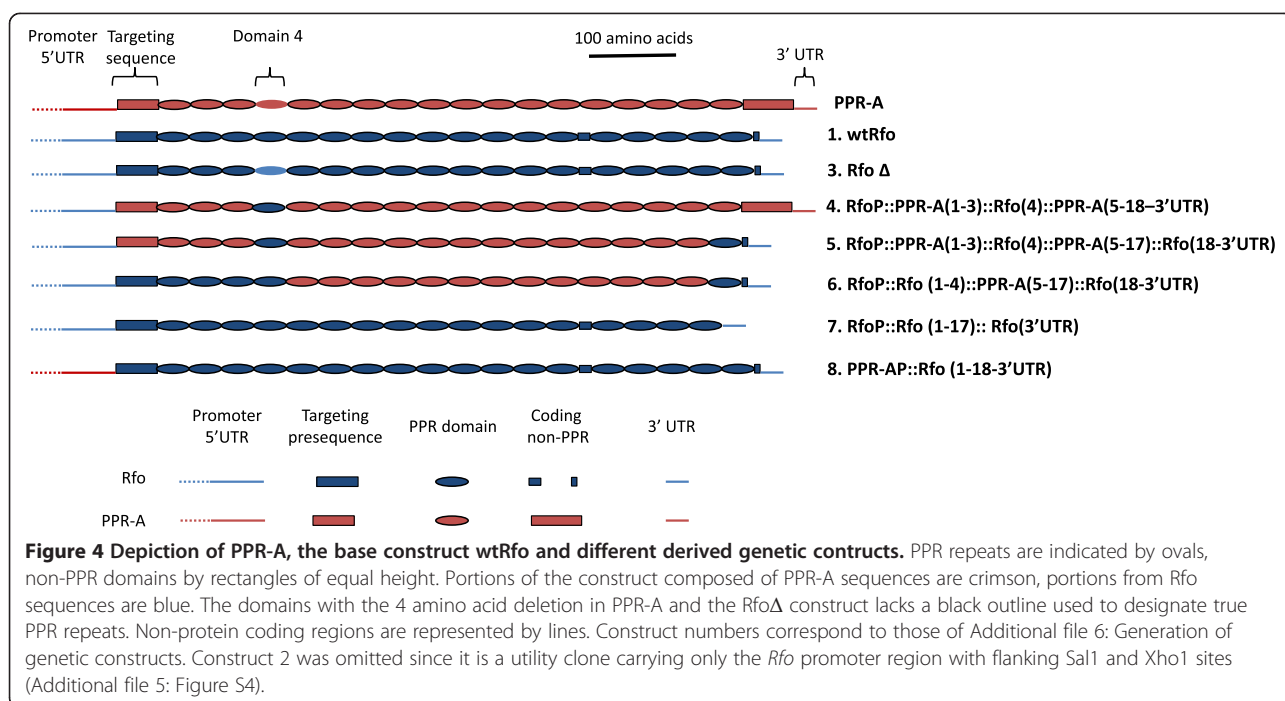 Promoter 5'UTR
Targeting sequence
Domain 4
100 amino acids
3' UTR
PPR-A
1. wtRfo
3. Rfo Δ
4. RfoP::PPR-A(1-3)::Rfo(4)::PPR-A(5-18–3'UTR)
5. RfoP::PPR-A(1-3)::Rfo(4)::PPR-A(5-17)::Rfo(18-3'UTR)
6. RfoP::Rfo (1-4)::PPR-A(5-17)::Rfo(18-3'UTR)
7. RfoP::Rfo (1-17):: Rfo(3'UTR)
8. PPR-AP::Rfo (1-18-3'UTR)
Promoter 5'UTR
Targeting presequence
PPR domain
Coding non-PPR
3' UTR
Rfo
PPR-A
Figure 4 Depiction of PPR-A, the base construct wtRfo and different derived genetic contructs. PPR repeats are indicated by ovals,
non-PPR domains by rectangles of equal height. Portions of the construct composed of PPR-A sequences are crimson, portions from Rfo
sequences are blue. The domains with the 4 amino acid deletion in PPR-A and the RfoΔ construct lacks a black outline used to designate true
PPR repeats. Non-protein coding regions are represented by lines. Construct numbers correspond to those of Additional file 6: Generation of
genetic constructs. Construct 2 was omitted since it is a utility clone carrying only the Rfo promoter region with flanking Sal1 and Xho1 sites
(Additional file 5: Figure S4).